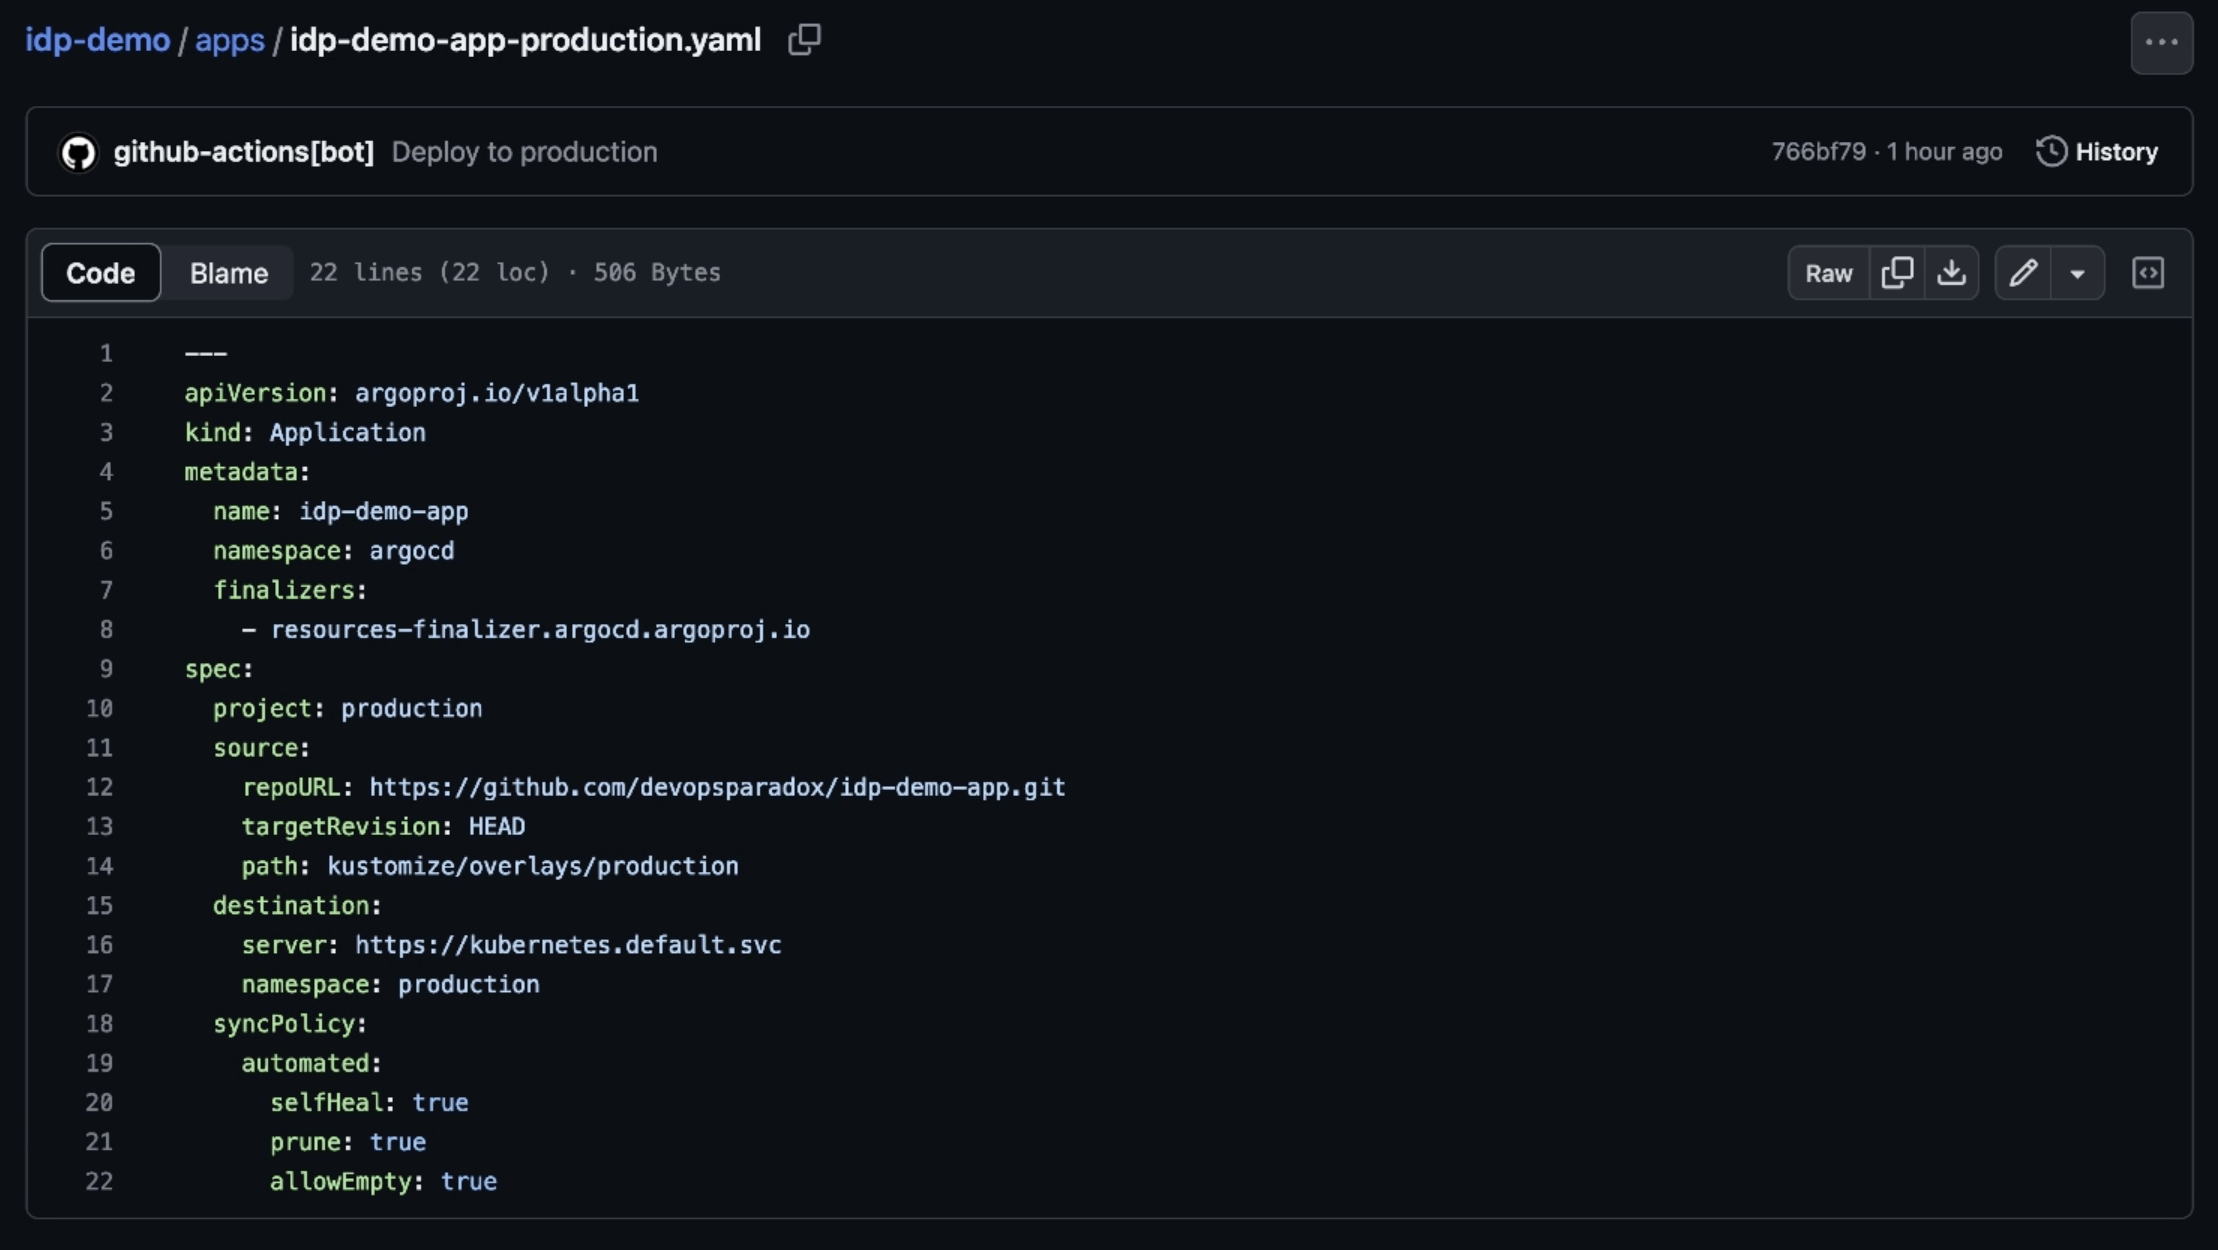 idp-demo / apps / idp-demo-app-production.yaml
github-actions[bot] Deploy to production 766bf79 · 1 hour ago History
Code Blame 22 lines (22 loc) · 506 Bytes Raw
1 ---
2 apiVersion: argoproj.io/v1alpha1
3 kind: Application
4 metadata:
5   name: idp-demo-app
6   namespace: argocd
7   finalizers:
8     - resources-finalizer.argocd.argoproj.io
9 spec:
10   project: production
11   source:
12     repoURL: https://github.com/devopsparadox/idp-demo-app.git
13     targetRevision: HEAD
14     path: kustomize/overlays/production
15   destination:
16     server: https://kubernetes.default.svc
17     namespace: production
18   syncPolicy:
19     automated:
20       selfHeal: true
21       prune: true
22       allowEmpty: true